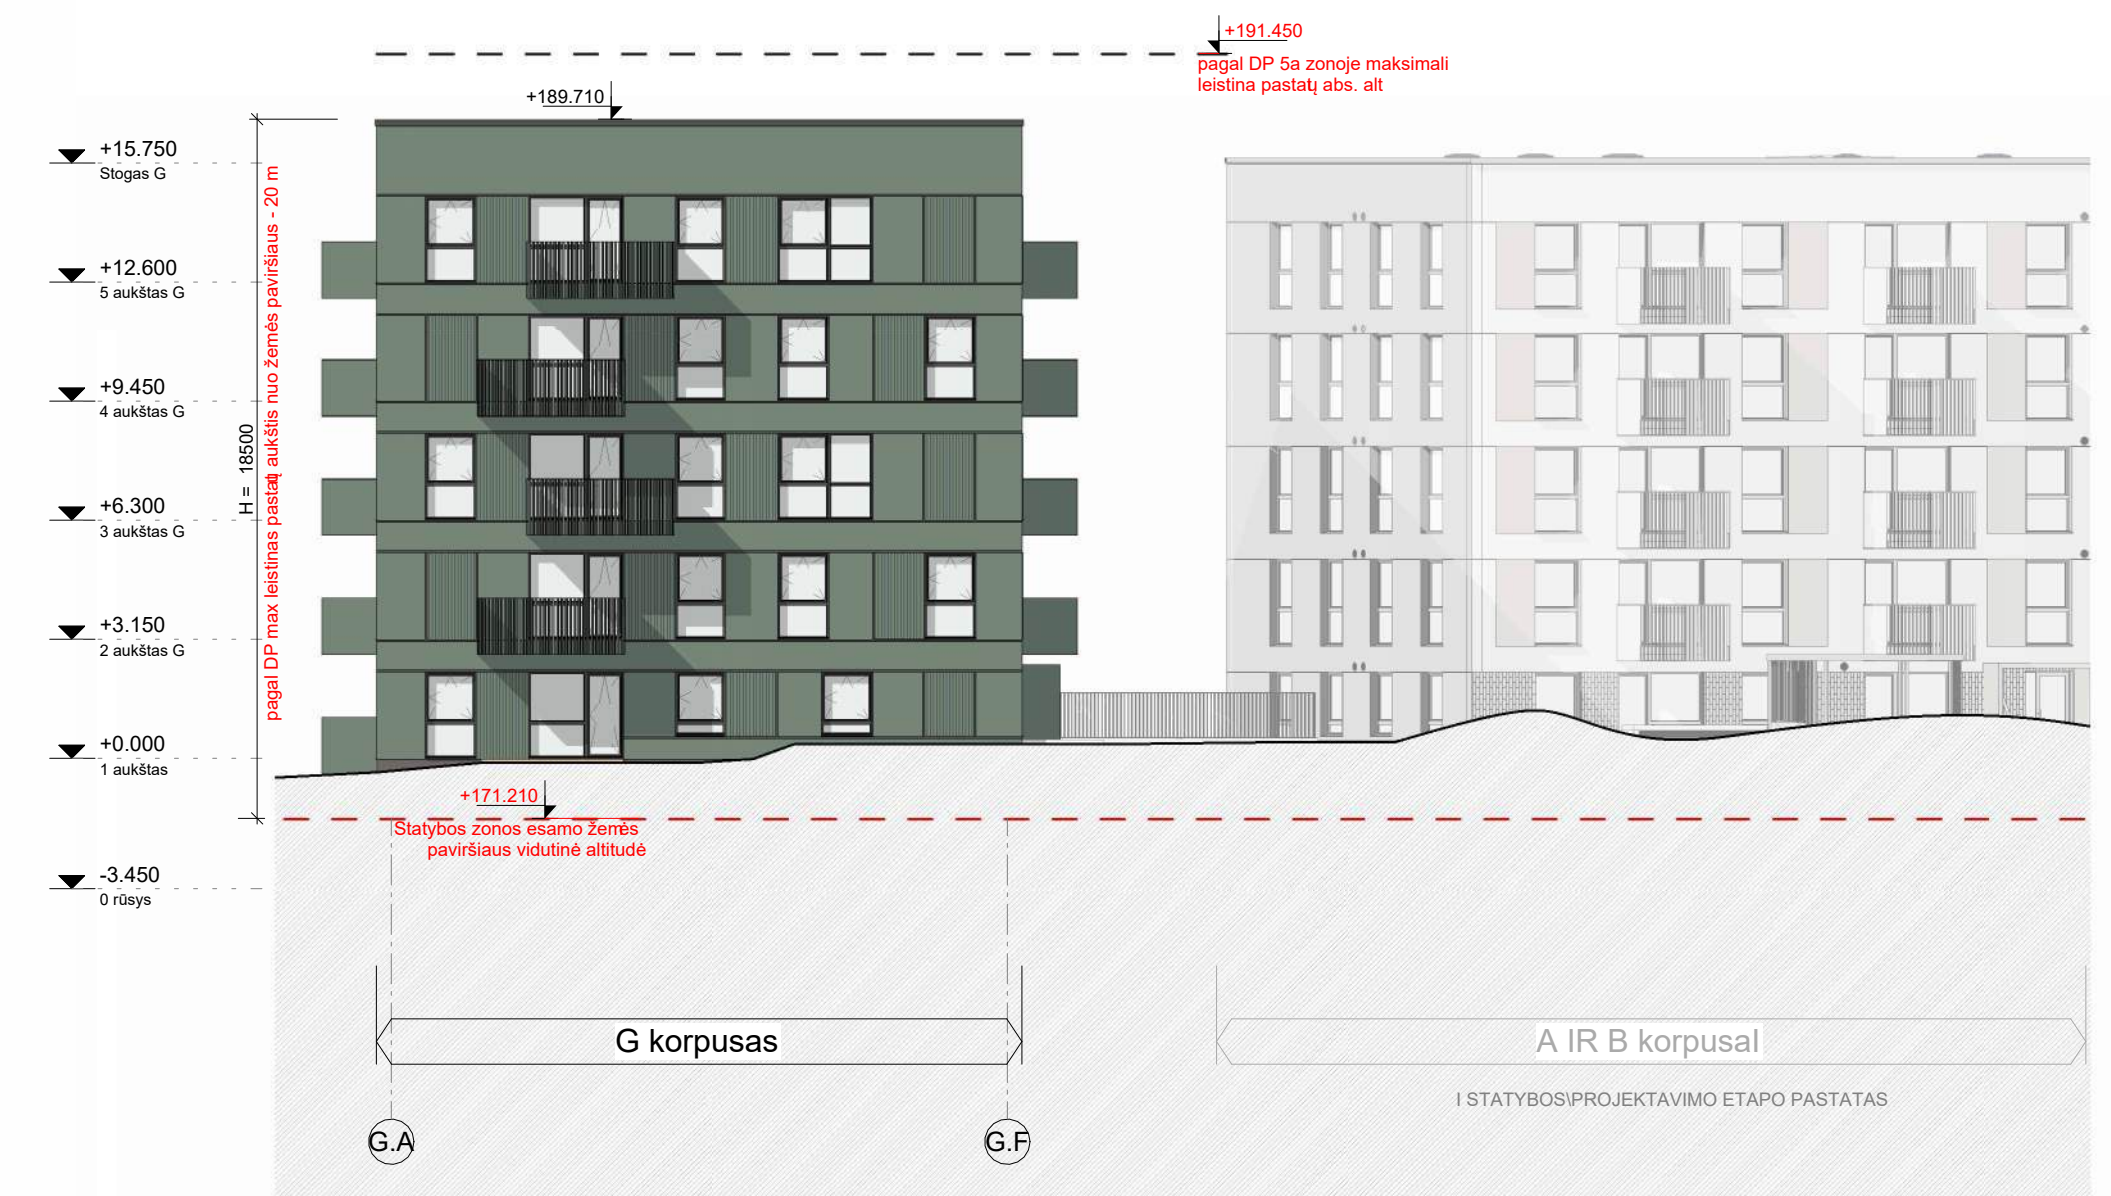 +191.450
pagal DP 5a zonoje maksimali
leistina pastatų abs. alt
+189.710
+15.750
Stogas G
+12.600
5 aukštas G
+9.450
4 aukštas G
+6.300
3 aukštas G
+3.150
2 aukštas G
+0.000
1 aukštas
-3.450
0 rūsys
H = 18500
pagal DP max leistinas pastatų aukštis nuo žemės paviršiaus - 20 m
+171.210
Statybos zonos esamo žemės
paviršiaus vidutinė altitudė
G korpusas
A IR B korpusal
I STATYBOS\PROJEKTAVIMO ETAPO PASTATAS
G.A
G.F